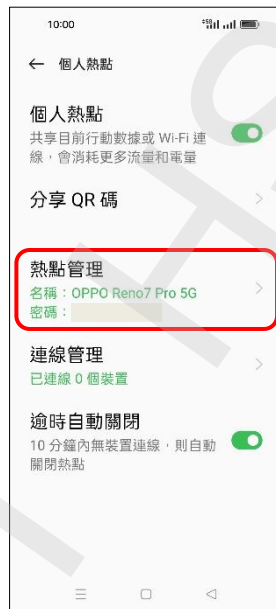 10:00
個人熱點
個人熱點
共享目前行動數據或 Wi-Fi 連
線，會消耗更多流量和電量
分享 QR 碼
熱點管理
名稱：OPPO Reno7 Pro 5G
密碼：
連線管理
已連線 0 個裝置
逾時自動關閉
10 分鐘內無裝置連線，則自動
關閉熱點